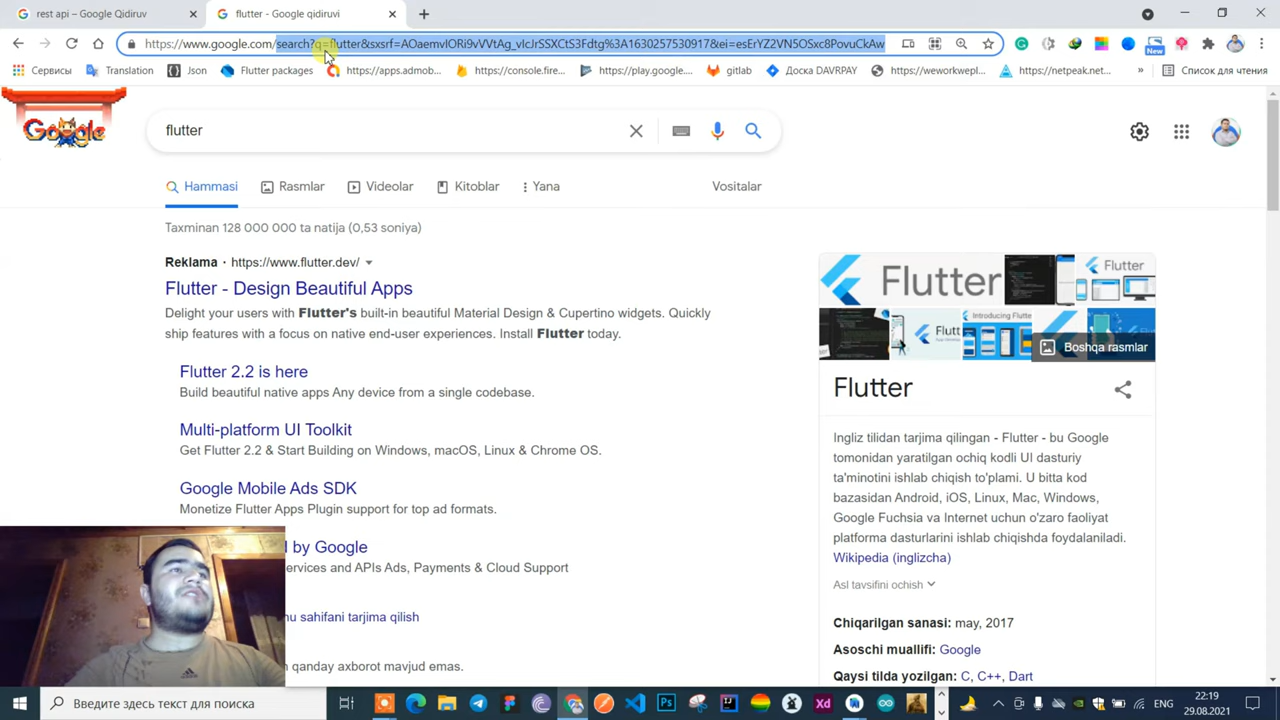 rest api – Google Qidiruv
flutter - Google qidiruvi
https://www.google.com/search?q=flutter&sxsrf=AOaemvIORi9vVVtAg_vIcJrSSXCtS3Fdtg%3A1630257530917&ei=esErYZ2VN5OSxc8PovuCkAw
New
Сервисы
Translation
Json
Flutter packages
https://apps.admob...
https://console.fire...
https://play.google....
gitlab
Доска DAVRPAY
https://weworkwepl...
https://netpeak.net...
»
Список для чтения
Google
flutter
Hammasi
Rasmlar
Videolar
Kitoblar
Yana
Vositalar
Taxminan 128 000 000 ta natija (0,53 soniya)
Reklama · https://www.flutter.dev/
Flutter - Design Beautiful Apps
Delight your users with Flutter's built-in beautiful Material Design & Cupertino widgets. Quickly
ship features with a focus on native end-user experiences. Install Flutter today.
Flutter 2.2 is here
Build beautiful native apps Any device from a single codebase.
Multi-platform UI Toolkit
Get Flutter 2.2 & Start Building on Windows, macOS, Linux & Chrome OS.
Google Mobile Ads SDK
Monetize Flutter Apps Plugin support for top ad formats.
by Google
ervices and APIs Ads, Payments & Cloud Support
nu sahifani tarjima qilish
qanday axborot mavjud emas.
Flutter
Flutter
Introducing Flutter
Flutt
Boshqa rasmlar
Flutter
Ingliz tilidan tarjima qilingan - Flutter - bu Google
tomonidan yaratilgan ochiq kodli UI dasturiy
ta'minotini ishlab chiqish to'plami. U bitta kod
bazasidan Android, iOS, Linux, Mac, Windows,
Google Fuchsia va Internet uchun o'zaro faoliyat
platforma dasturlarini ishlab chiqishda foydalaniladi.
Wikipedia (inglizcha)
Asl tavsifini ochish
Chiqarilgan sanasi: may, 2017
Asoschi muallifi: Google
Qaysi tilda yozilgan: C, C++, Dart
Введите здесь текст для поиска
Ps
Xd
ENG
22:19
29.08.2021